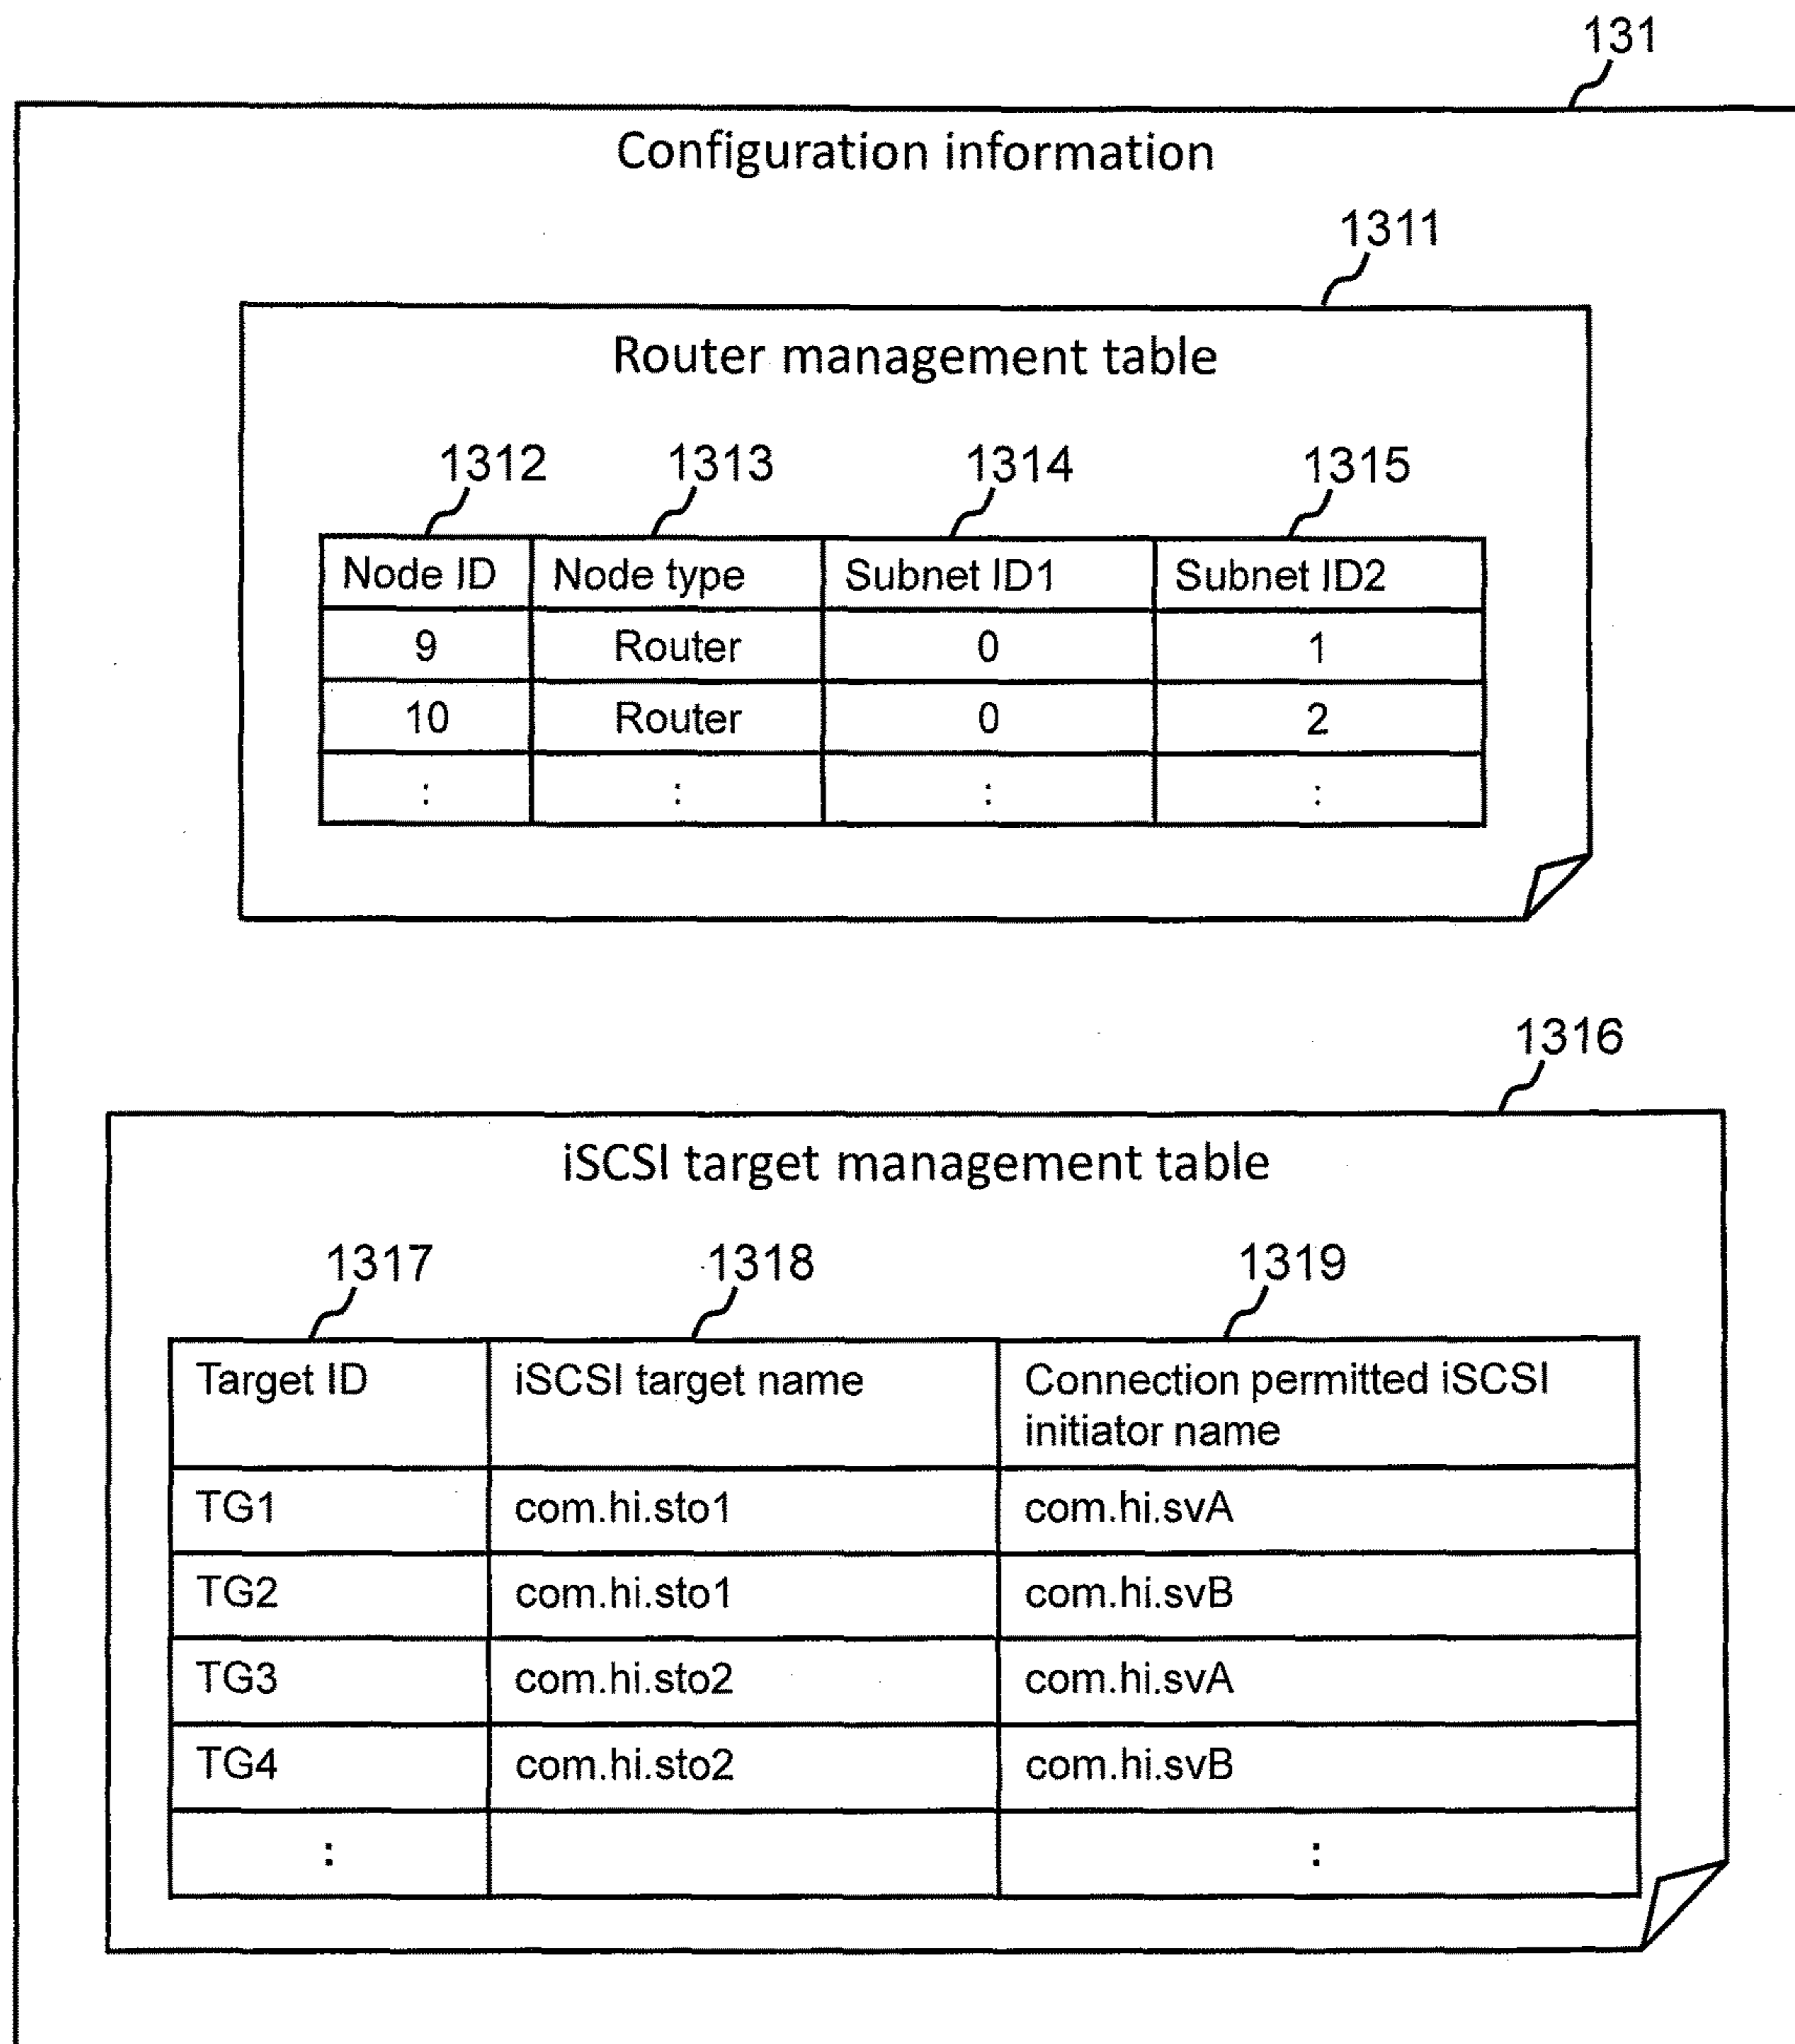 131
Configuration information
1311
Router management table
1312 1313 1314 1315
Node ID Node type Subnet ID1 Subnet ID2
9 Router 0 1
10 Router 0 2
: : : :
1316
iSCSI target management table
1317 1318 1319
Target ID iSCSI target name Connection permitted iSCSI
initiator name
TG1 com.hi.sto1 com.hi.svA
TG2 com.hi.sto1 com.hi.svB
TG3 com.hi.sto2 com.hi.svA
TG4 com.hi.sto2 com.hi.svB
: :